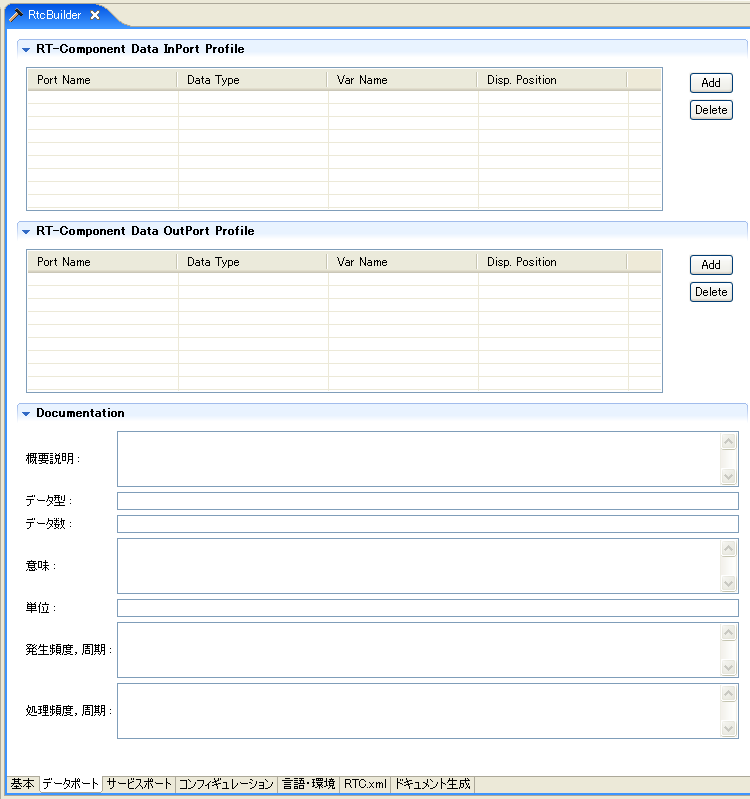 RtcBuilder
RT-Component Data InPort Profile
Port Name Data Type Var Name Disp. Position
Add
Delete
RT-Component Data OutPort Profile
Port Name Data Type Var Name Disp. Position
Add
Delete
Documentation
概要説明:
データ型:
データ数:
意味:
単位:
発生頻度,周期:
処理頻度,周期:
基本 データポート サービスポート コンフィギュレーション 言語・環境 RTC.xml ドキュメント生成